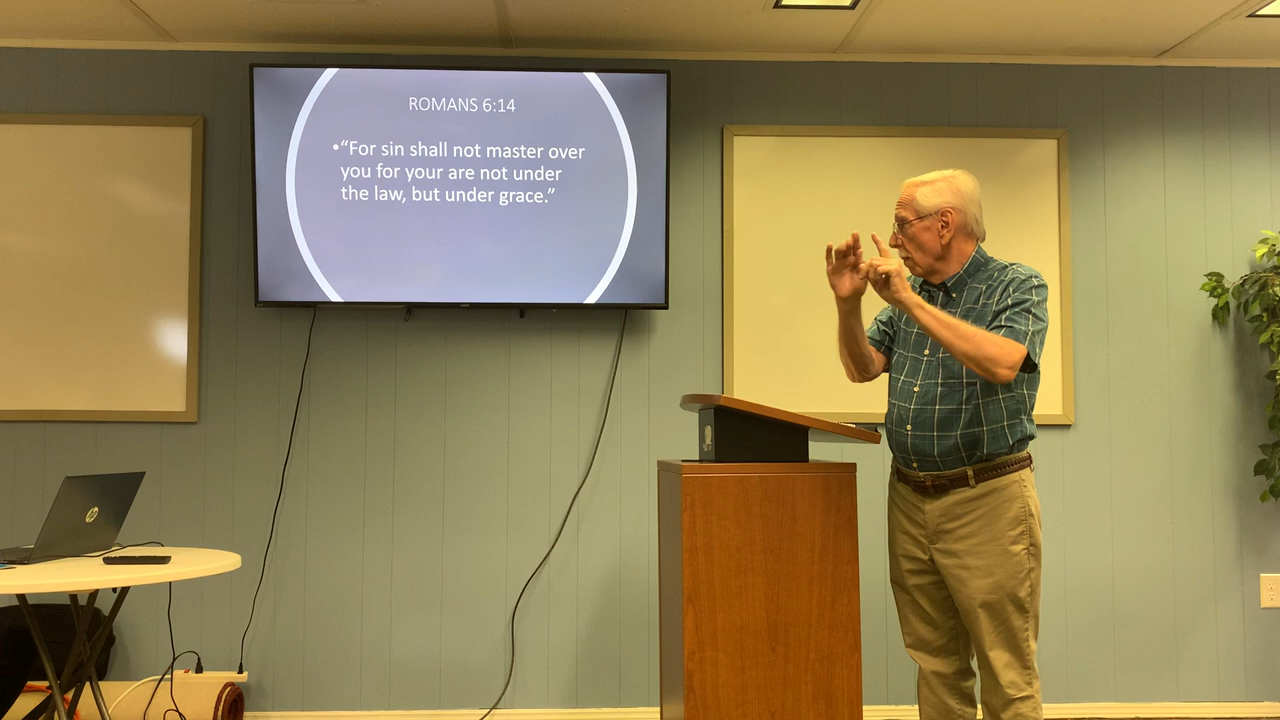 ROMANS 6:14
•“For sin shall not master over
you for your are not under
the law, but under grace.”
hp